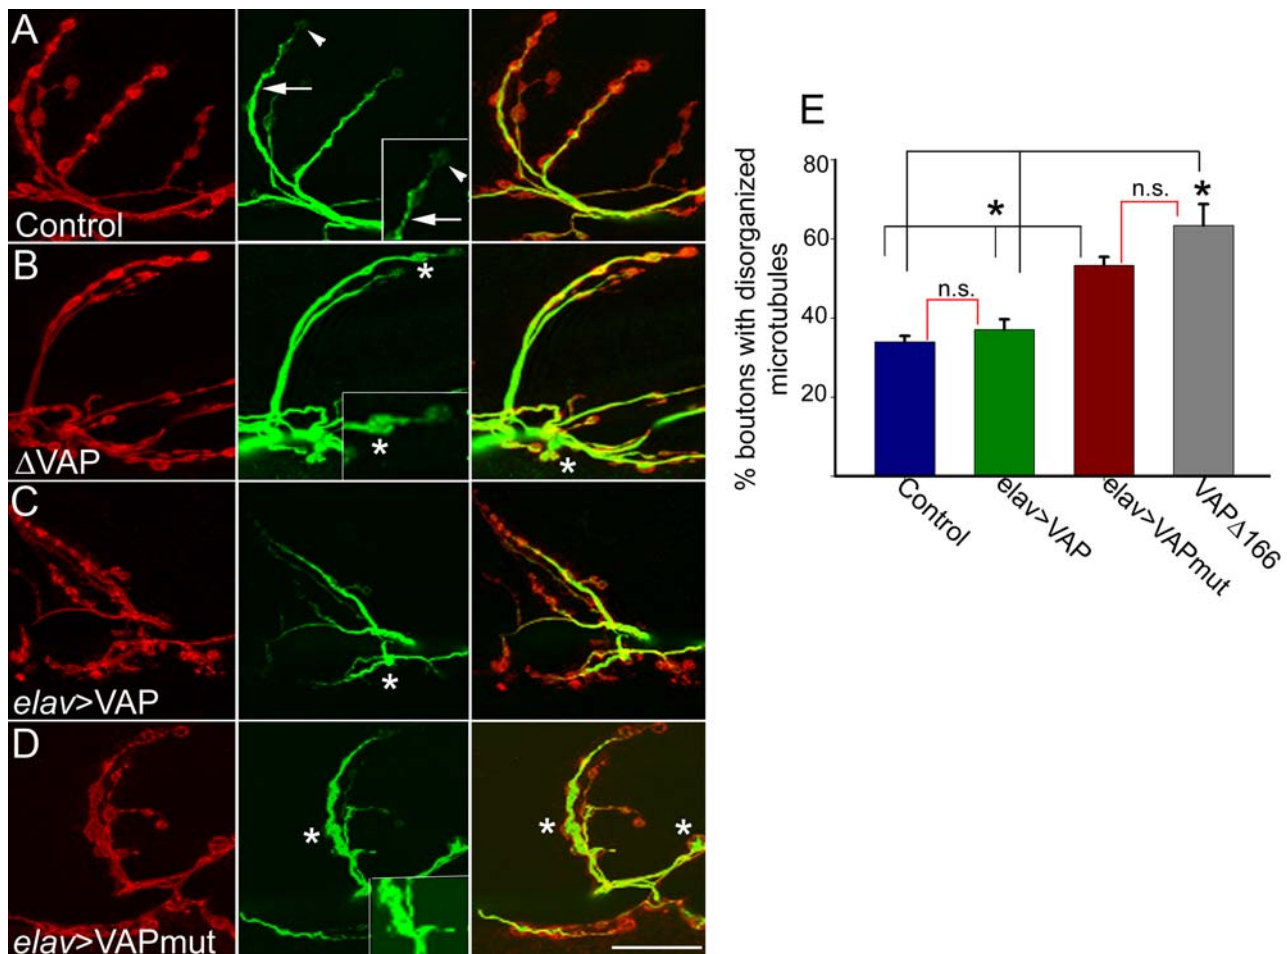 A
Control
B
ΔVAP
*
*
*
C
elav>VAP
*
D
elav>VAPmut
*
*
*
E
% boutons with disorganized
microtubules
80
60
40
20
n.s.
*
n.s.
*
Control
elav>VAP
elav>VAPmut
VAPΔ166